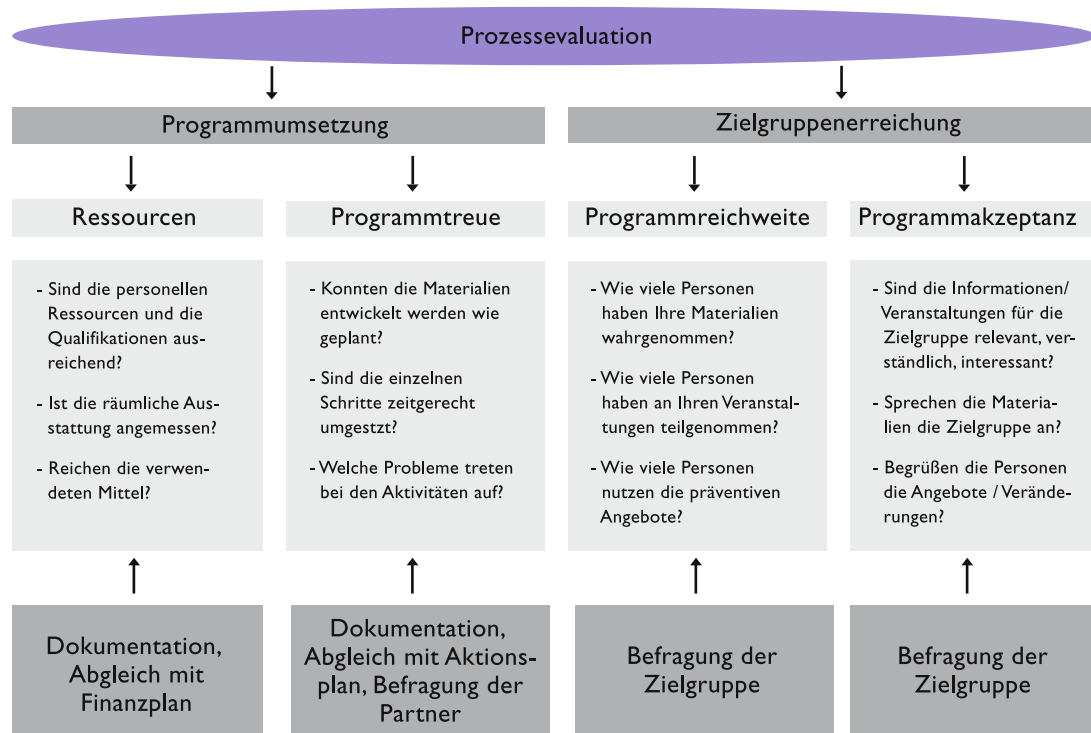 Prozessevaluation
Programmumsetzung
Zielgruppenerreichung
Ressourcen
Programmtreue
Programmreichweite
Programmakzeptanz
- Sind die personellen
Ressourcen und die
Qualifikationen aus-
reichend?
- Ist die räumliche Aus-
stattung angemessen?
- Reichen die verwen-
deten Mittel?
- Konnten die Materialien
entwickelt werden wie
geplant?
- Sind die einzelnen
Schritte zeitgerecht
umgestzt?
- Welche Probleme treten
bei den Aktivitäten auf?
- Wie viele Personen
haben Ihre Materialien
wahrgenommen?
- Wie viele Personen
haben an Ihren Veranstal-
tungen teilgenommen?
- Wie viele Personen
nutzen die präventiven
Angebote?
- Sind die Informationen/
Veranstaltungen für die
Zielgruppe relevant, ver-
ständlich, interessant?
- Sprechen die Materia-
lien die Zielgruppe an?
- Begrüßen die Personen
die Angebote / Verände-
rungen?
Dokumentation,
Abgleich mit
Finanzplan
Dokumentation,
Abgleich mit Aktions-
plan, Befragung der
Partner
Befragung der
Zielgruppe
Befragung der
Zielgruppe